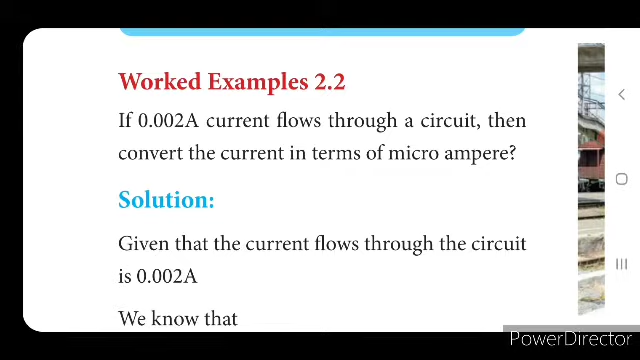 Worked Examples 2.2
If 0.002A current flows through a circuit, then
convert the current in terms of micro ampere?
Solution:
Given that the current flows through the circuit
is 0.002A
We know that
PowerDirector